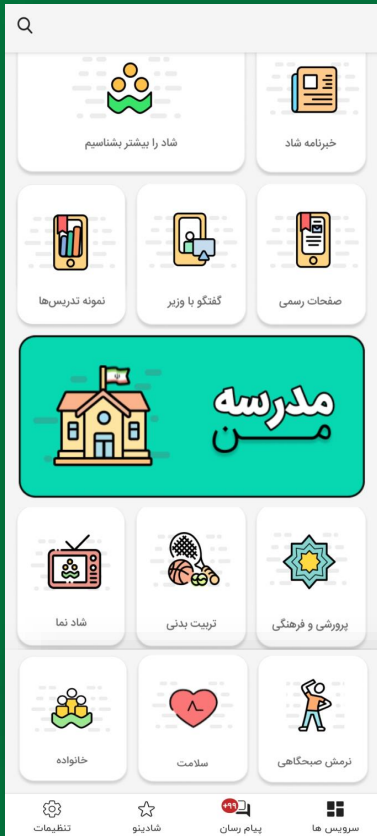 خبرنامه شاد
شاد را بیشتر بشناسیم
صفحات رسمی
گفتگو با وزیر
نمونه تدریس‌ها
مدرسه
من
پرورشی و فرهنگی
تربیت بدنی
شاد نما
نرمش صبحگاهی
سلامت
خانواده
سرویس ها
+۹۹
پیام رسان
شادینو
تنظیمات